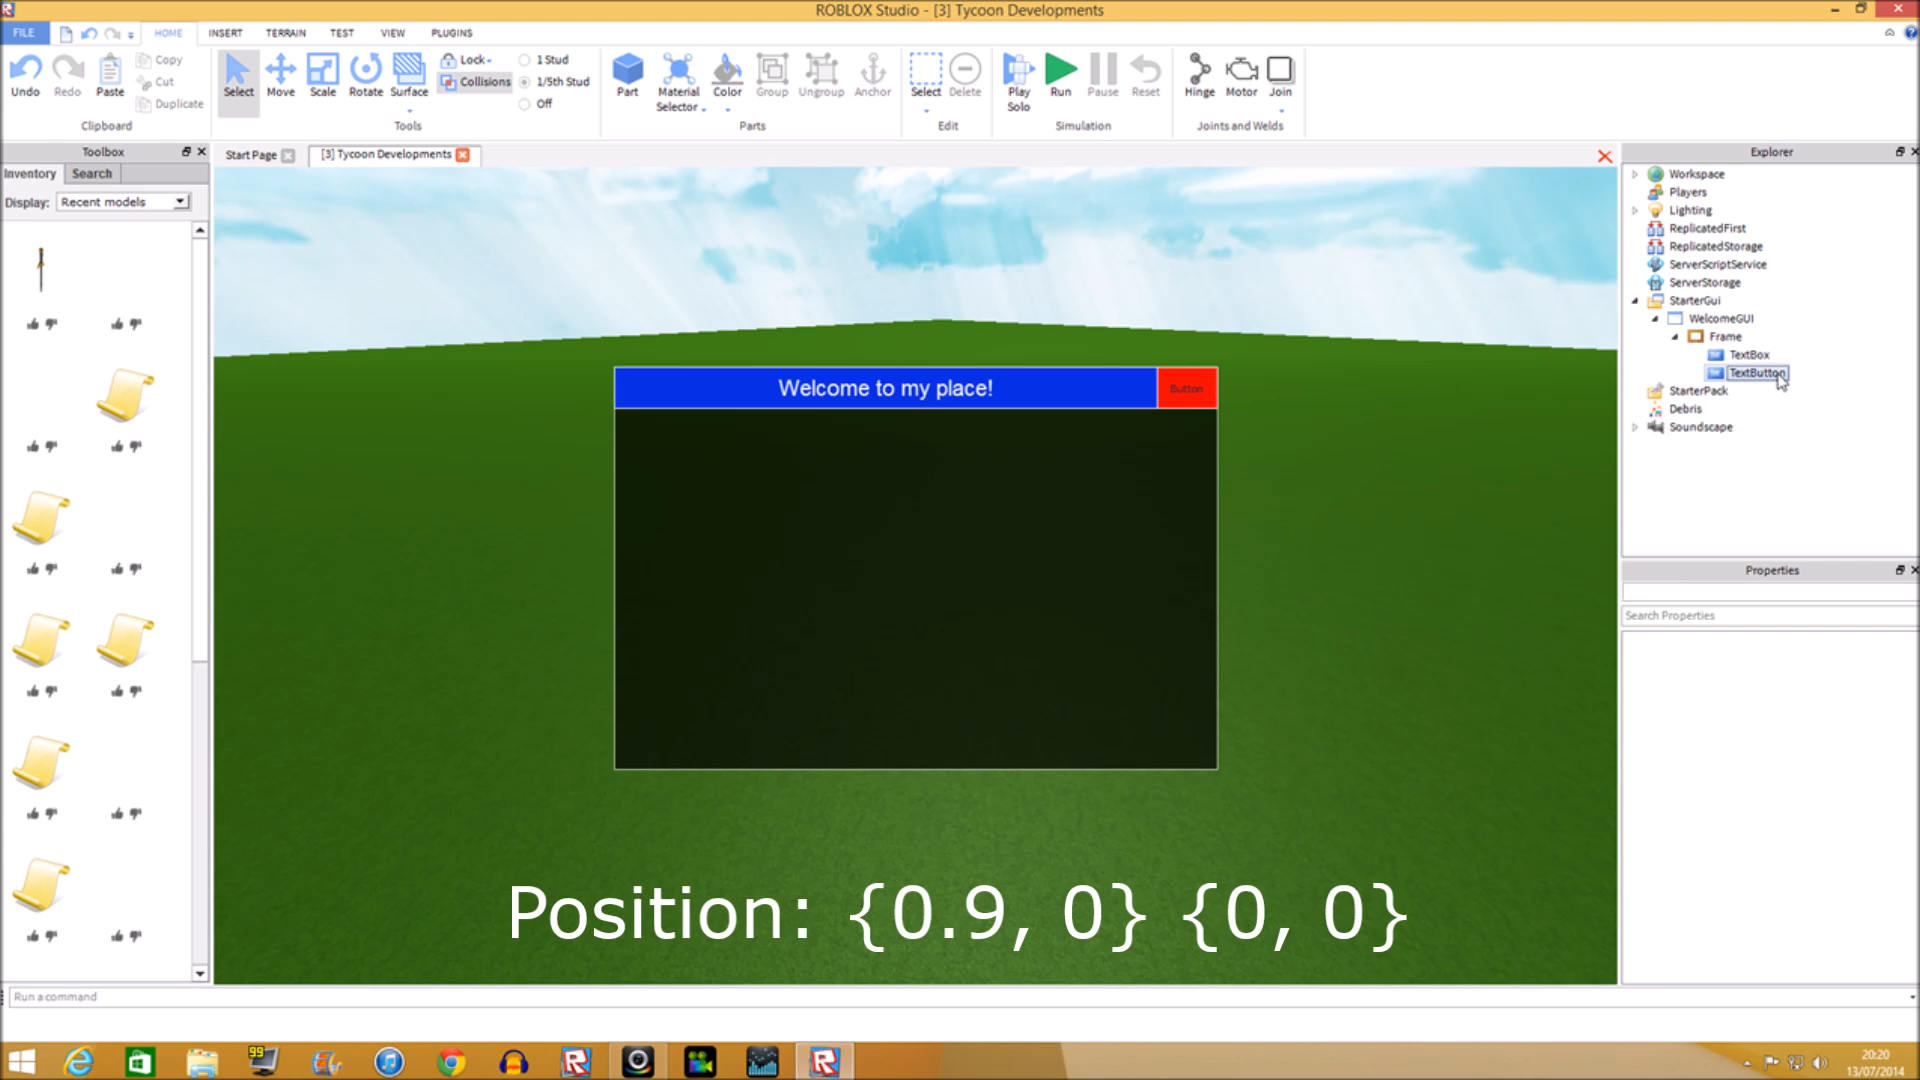 ROBLOX Studio - [3] Tycoon Developments
FILE HOME INSERT TERRAIN TEST VIEW PLUGINS
Undo Redo Paste Copy Cut Duplicate
Clipboard
Select Move Scale Rotate Surface Lock Collisions 1 Stud 1/5th Stud Off
Tools
Part Material Selector Color Group Ungroup Anchor
Parts
Select Delete
Edit
Play Solo Run Pause Reset
Simulation
Hinge Motor Join
Joints and Welds
Toolbox
Inventory Search
Display: Recent models
Start Page [3] Tycoon Developments
Welcome to my place! Button
Position: {0.9, 0} {0, 0}
Explorer
Workspace
Players
Lighting
ReplicatedFirst
ReplicatedStorage
ServerScriptService
ServerStorage
StarterGui
WelcomeGUI
Frame
TextBox
TextButton
StarterPack
Debris
Soundscape
Properties
Search Properties
Run a command
99
20:20
13/07/2014